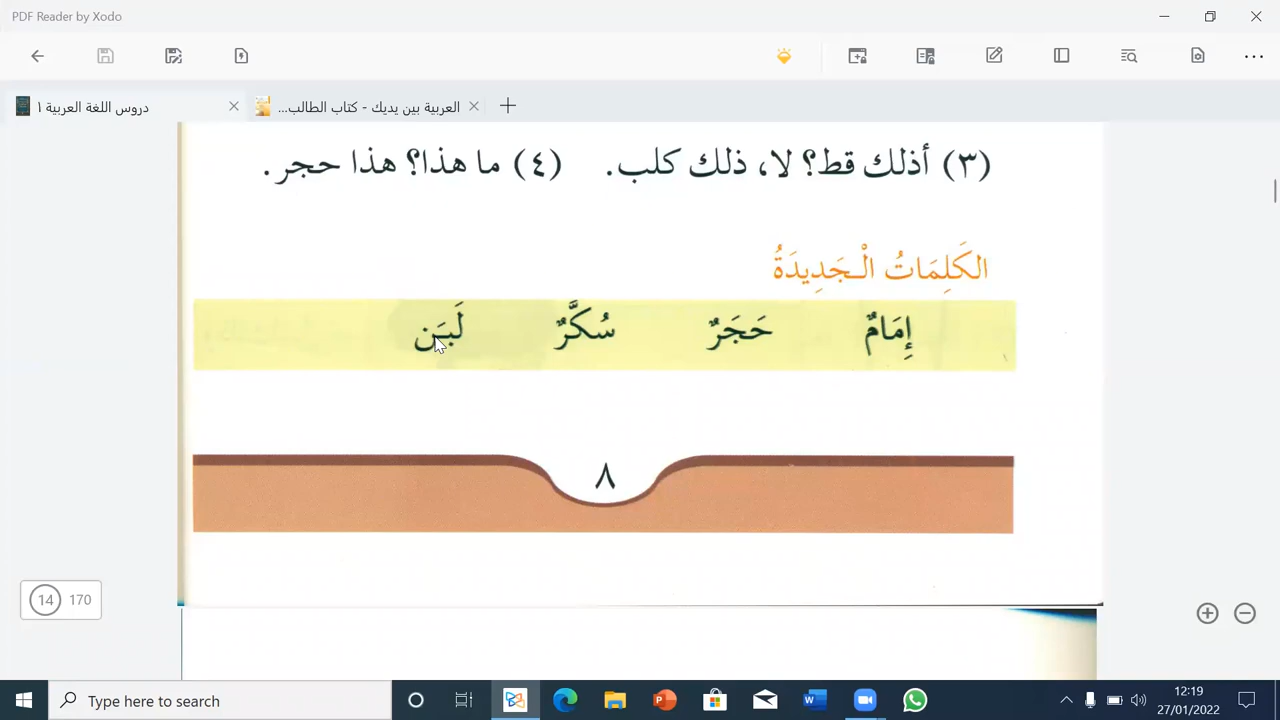 PDF Reader by Xodo
دروس اللغة العربية ١
العربية بين يديك - كتاب الطالب...
(٣) أذلك قط؟ لا، ذلك كلب. (٤) ما هذا؟ هذا حجر.
الكَلِمَاتُ الْـجَدِيدَةُ
إِمَامٌ حَجَرٌ سُكَّرٌ لَبَن
٨
14 170
Type here to search
12:19
27/01/2022